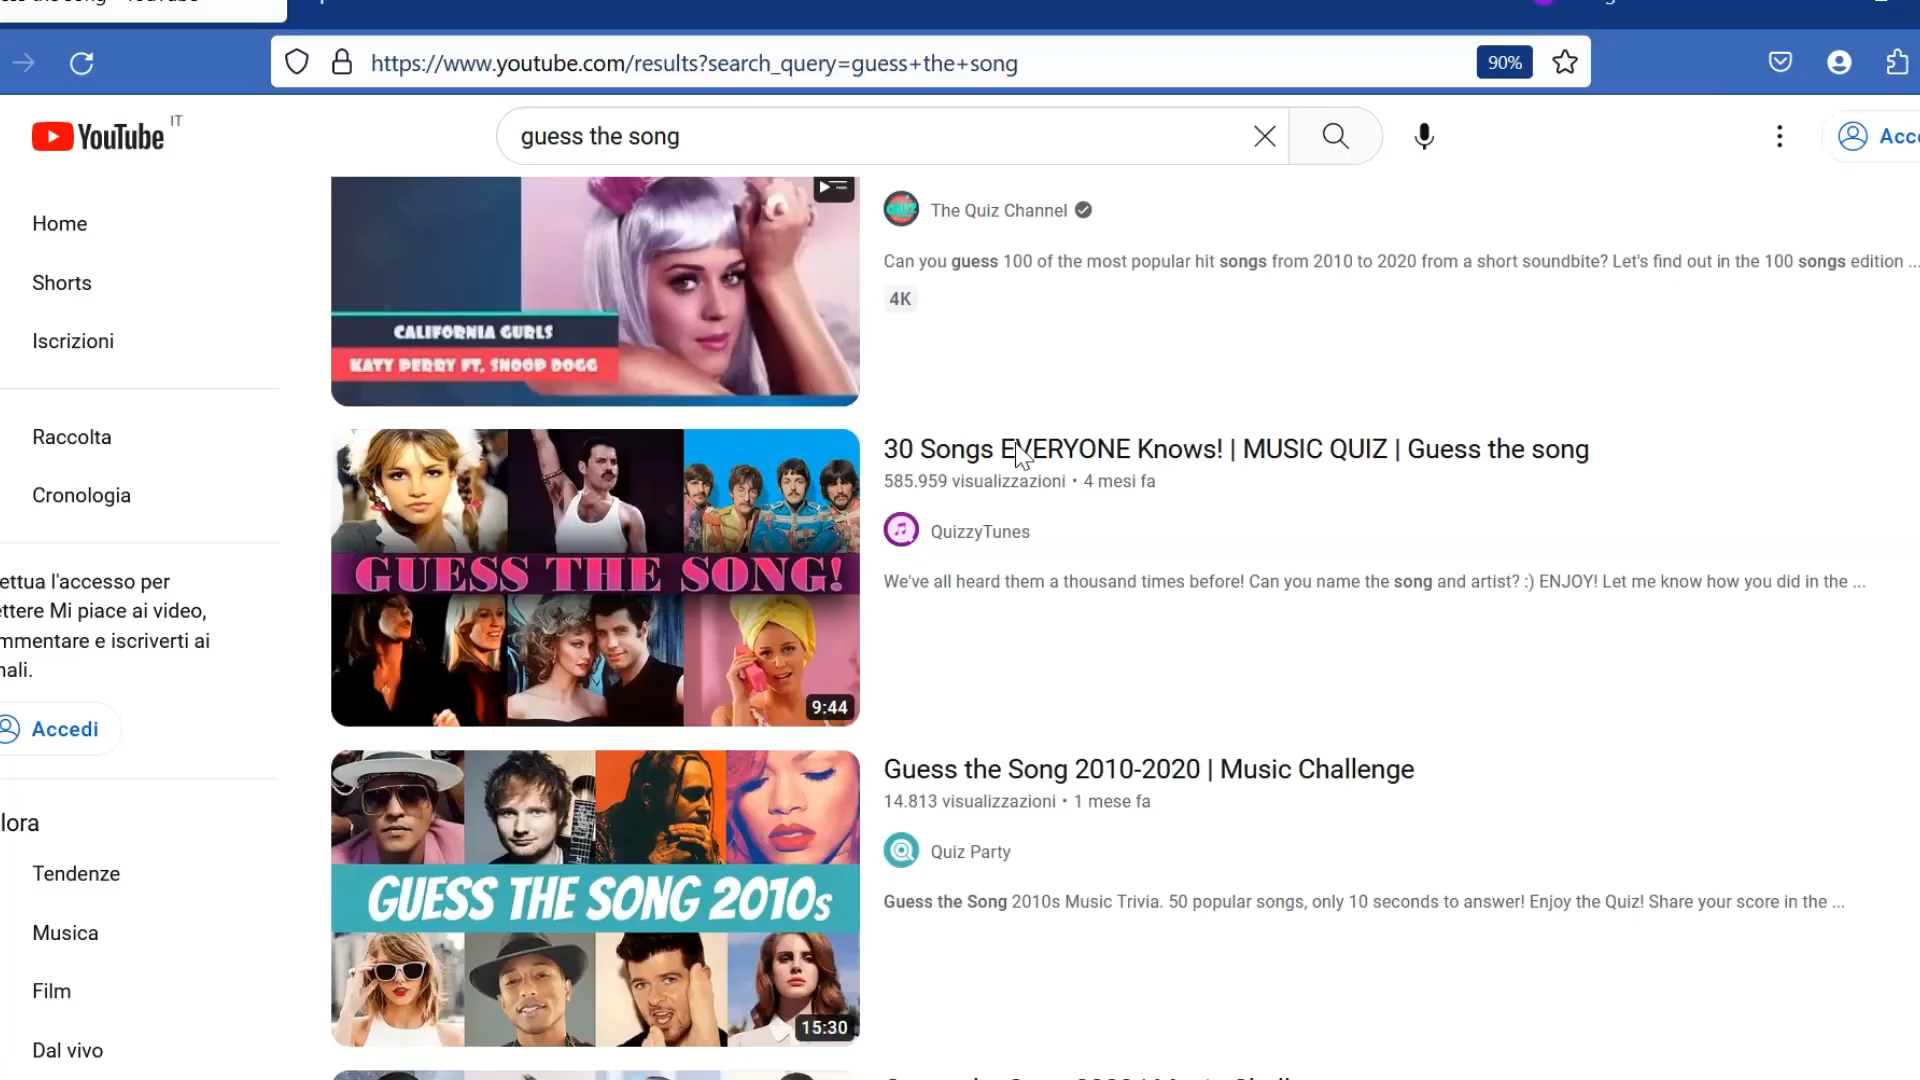 https://www.youtube.com/results?search_query=guess+the+song
90%
YouTube
IT
guess the song
Home
Shorts
Iscrizioni
Raccolta
Cronologia
ettua l'accesso per
ettere Mi piace ai video,
mmentare e iscriverti ai
nali.
Accedi
lora
Tendenze
Musica
Film
Dal vivo
CALIFORNIA GURLS
KATY PERRY FT. SNOOP DOGG
The Quiz Channel
Can you guess 100 of the most popular hit songs from 2010 to 2020 from a short soundbite? Let's find out in the 100 songs edition ...
4K
GUESS THE SONG!
9:44
30 Songs EVERYONE Knows! | MUSIC QUIZ | Guess the song
585.959 visualizzazioni • 4 mesi fa
QuizzyTunes
We've all heard them a thousand times before! Can you name the song and artist? :) ENJOY! Let me know how you did in the ...
GUESS THE SONG 2010s
15:30
Guess the Song 2010-2020 | Music Challenge
14.813 visualizzazioni • 1 mese fa
Quiz Party
Guess the Song 2010s Music Trivia. 50 popular songs, only 10 seconds to answer! Enjoy the Quiz! Share your score in the ...